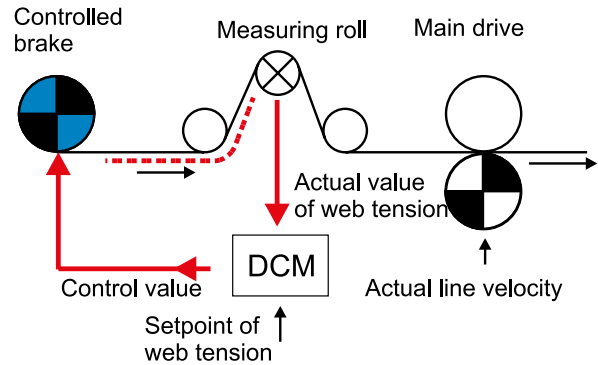 Controlled
brake
Measuring roll
Main drive
Actual value
of web tension
DCM
Control value
Actual line velocity
Setpoint of
web tension